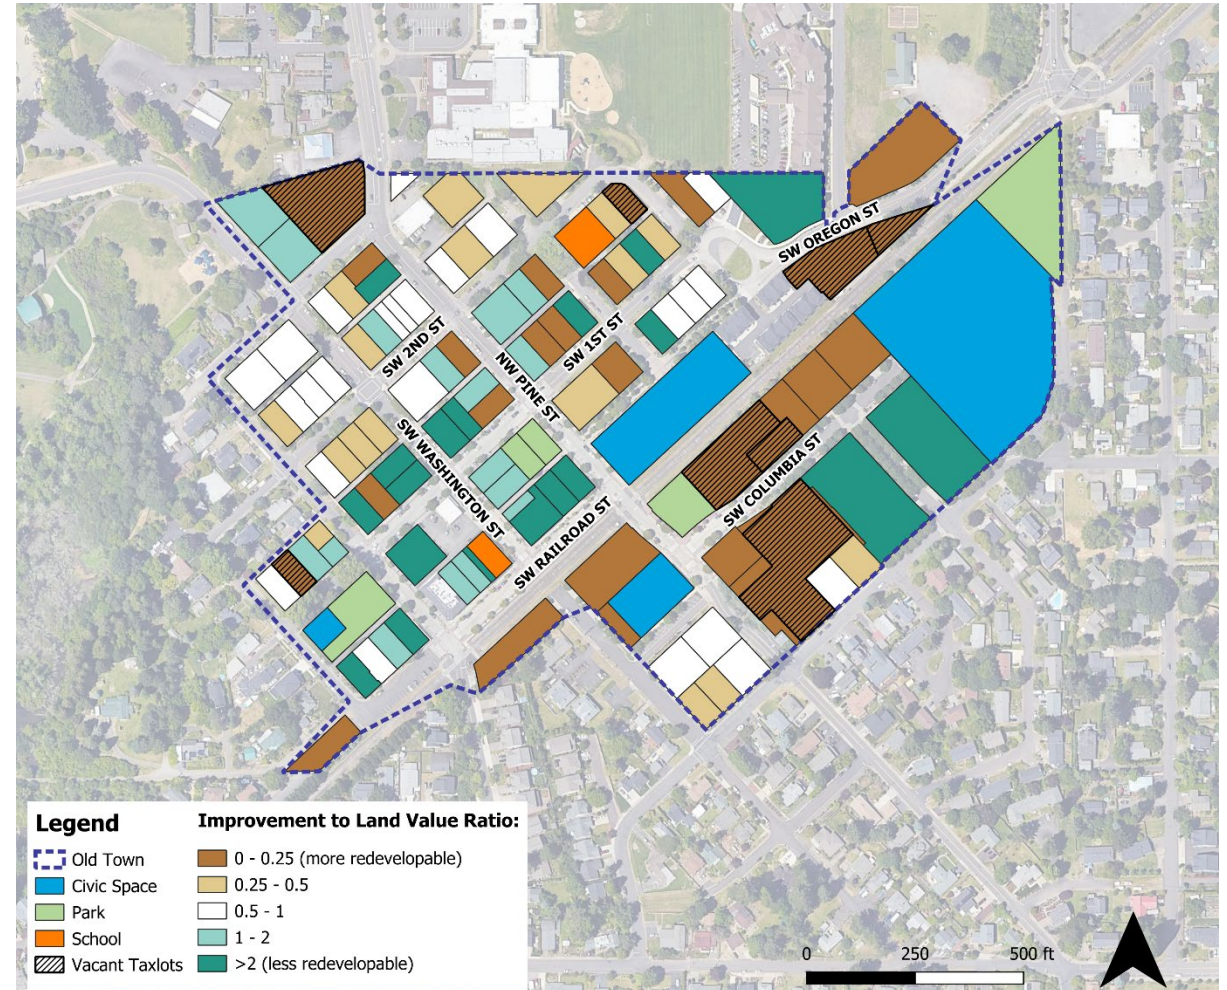 SW OREGON ST
SW 2ND ST
SW 1ST ST
NW PINE ST
SW WASHINGTON ST
SW COLUMBIA ST
SW RAILROAD ST
Legend
Old Town
Civic Space
Park
School
Vacant Taxlots
Improvement to Land Value Ratio:
0 - 0.25 (more redevelopable)
0.25 - 0.5
0.5 - 1
1 - 2
>2 (less redevelopable)
0 250 500 ft